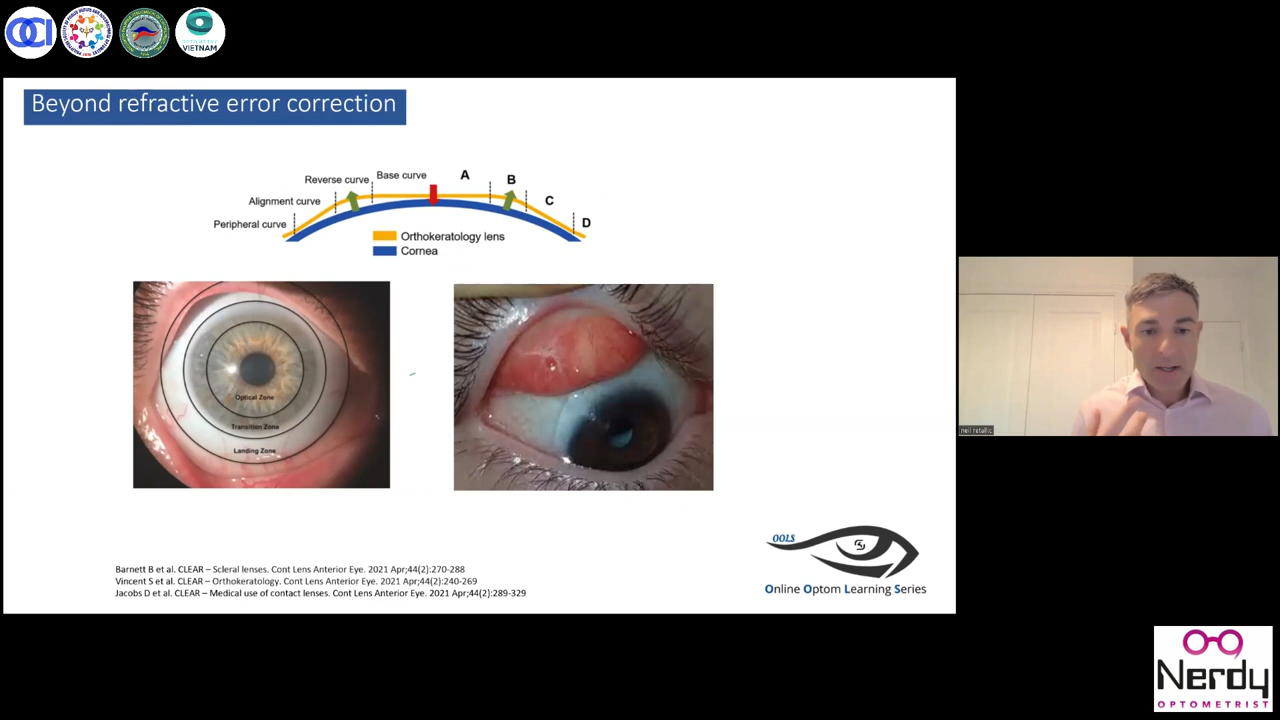 OCI
OPTOMETRY
VIETNAM
Beyond refractive error correction
Reverse curve
Base curve
A
B
Alignment curve
C
Peripheral curve
D
Orthokeratology lens
Cornea
Optical Zone
Transition Zone
Landing Zone
neil retallic
OOLS
Online Optom Learning Series
Barnett B et al. CLEAR – Scleral lenses. Cont Lens Anterior Eye. 2021 Apr;44(2):270-288
Vincent S et al. CLEAR – Orthokeratology. Cont Lens Anterior Eye. 2021 Apr;44(2):240-269
Jacobs D et al. CLEAR – Medical use of contact lenses. Cont Lens Anterior Eye. 2021 Apr;44(2):289-329
Nerdy
OPTOMETRIST